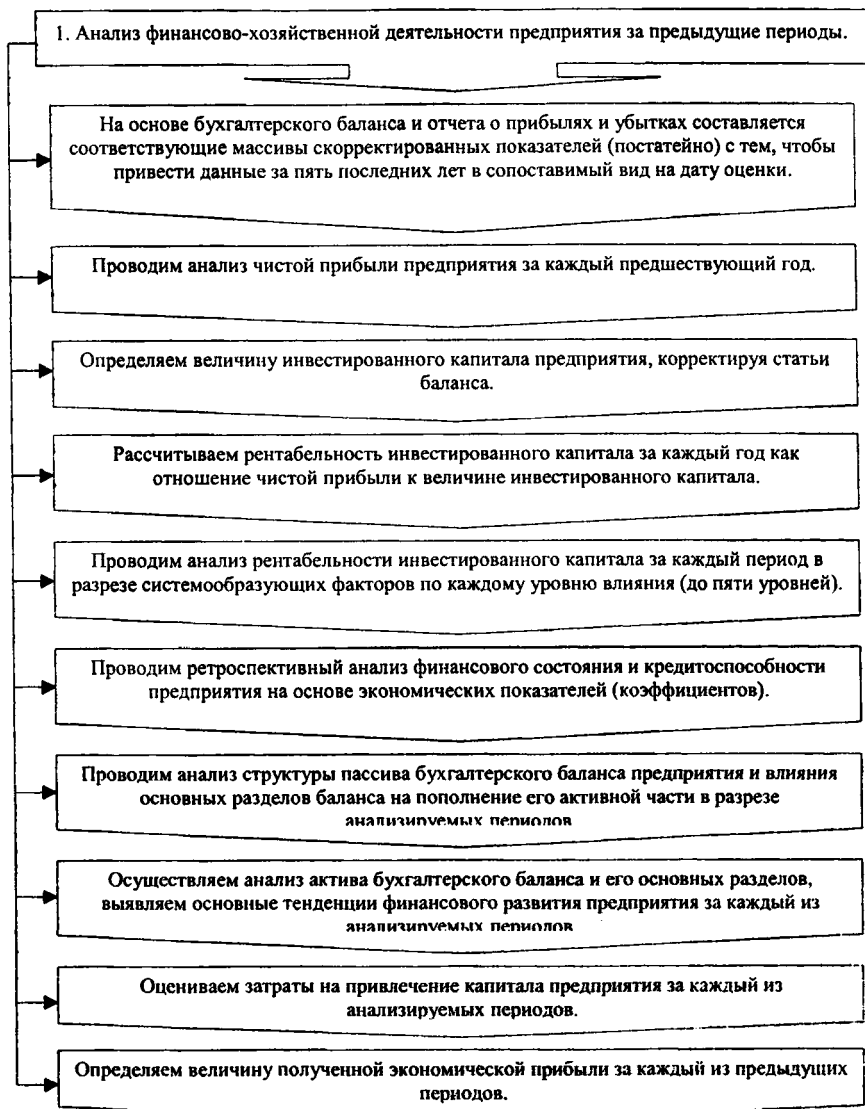 1. Анализ финансово-хозяйственной деятельности предприятия за предыдущие периоды.
На основе бухгалтерского баланса и отчета о прибылях и убытках составляется
соответствующие массивы скорректированных показателей (постатейно) с тем, чтобы
привести данные за пять последних лет в сопоставимый вид на дату оценки.
Проводим анализ чистой прибыли предприятия за каждый предшествующий год.
Определяем величину инвестированного капитала предприятия, корректируя статьи
баланса.
Рассчитываем рентабельность инвестированного капитала за каждый год как
отношение чистой прибыли к величине инвестированного капитала.
Проводим анализ рентабельности инвестированного капитала за каждый период в
разрезе системообразующих факторов по каждому уровню влияния (до пяти уровней).
Проводим ретроспективный анализ финансового состояния и кредитоспособности
предприятия на основе экономических показателей (коэффициентов).
Проводим анализ структуры пассива бухгалтерского баланса предприятия и влияния
основных разделов баланса на пополнение его активной части в разрезе
анализируемых периодов
Осуществляем анализ актива бухгалтерского баланса и его основных разделов,
выявляем основные тенденции финансового развития предприятия за каждый из
анализируемых периодов
Оцениваем затраты на привлечение капитала предприятия за каждый из
анализируемых периодов.
Определяем величину полученной экономической прибыли за каждый из предыдущих
периодов.